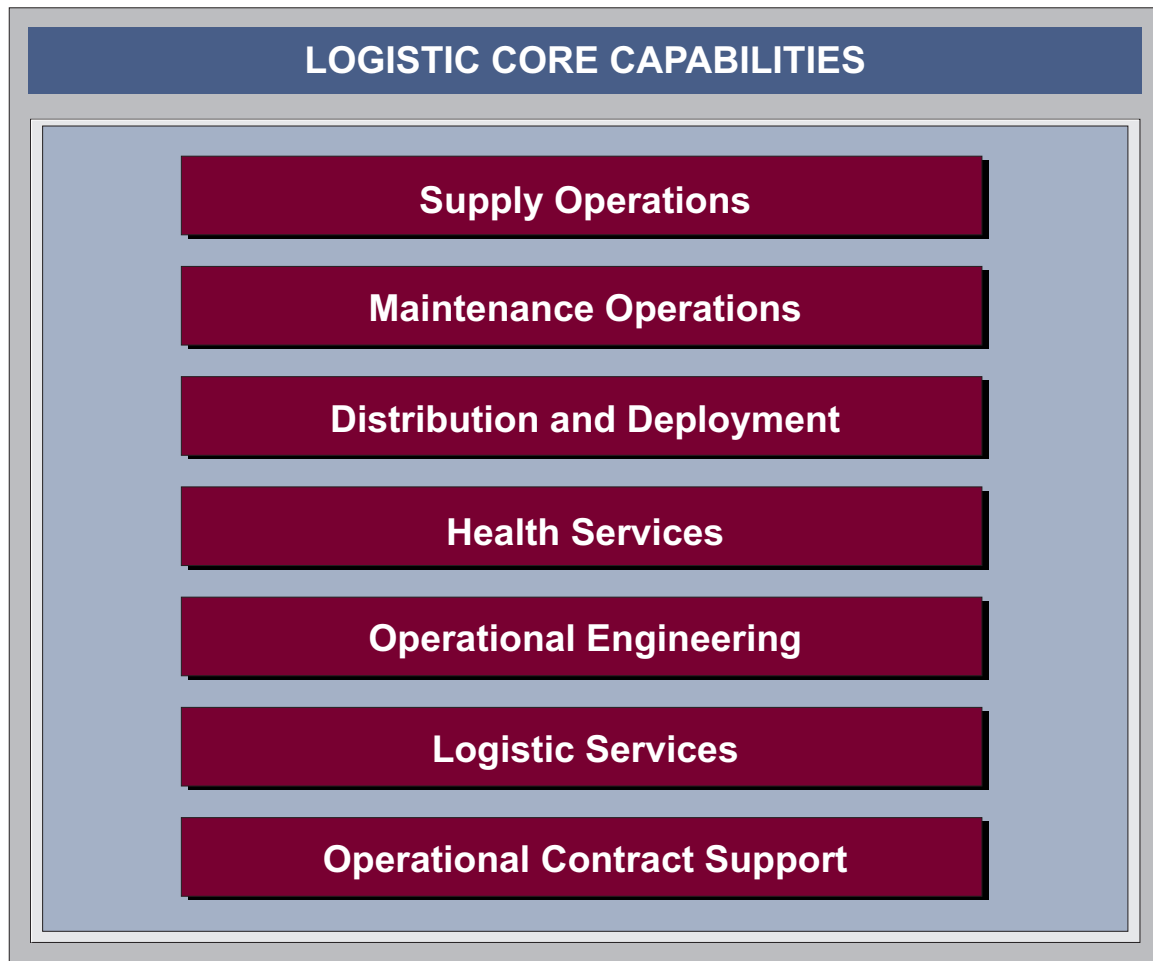 LOGISTIC CORE CAPABILITIES
Supply Operations
Maintenance Operations
Distribution and Deployment
Health Services
Operational Engineering
Logistic Services
Operational Contract Support